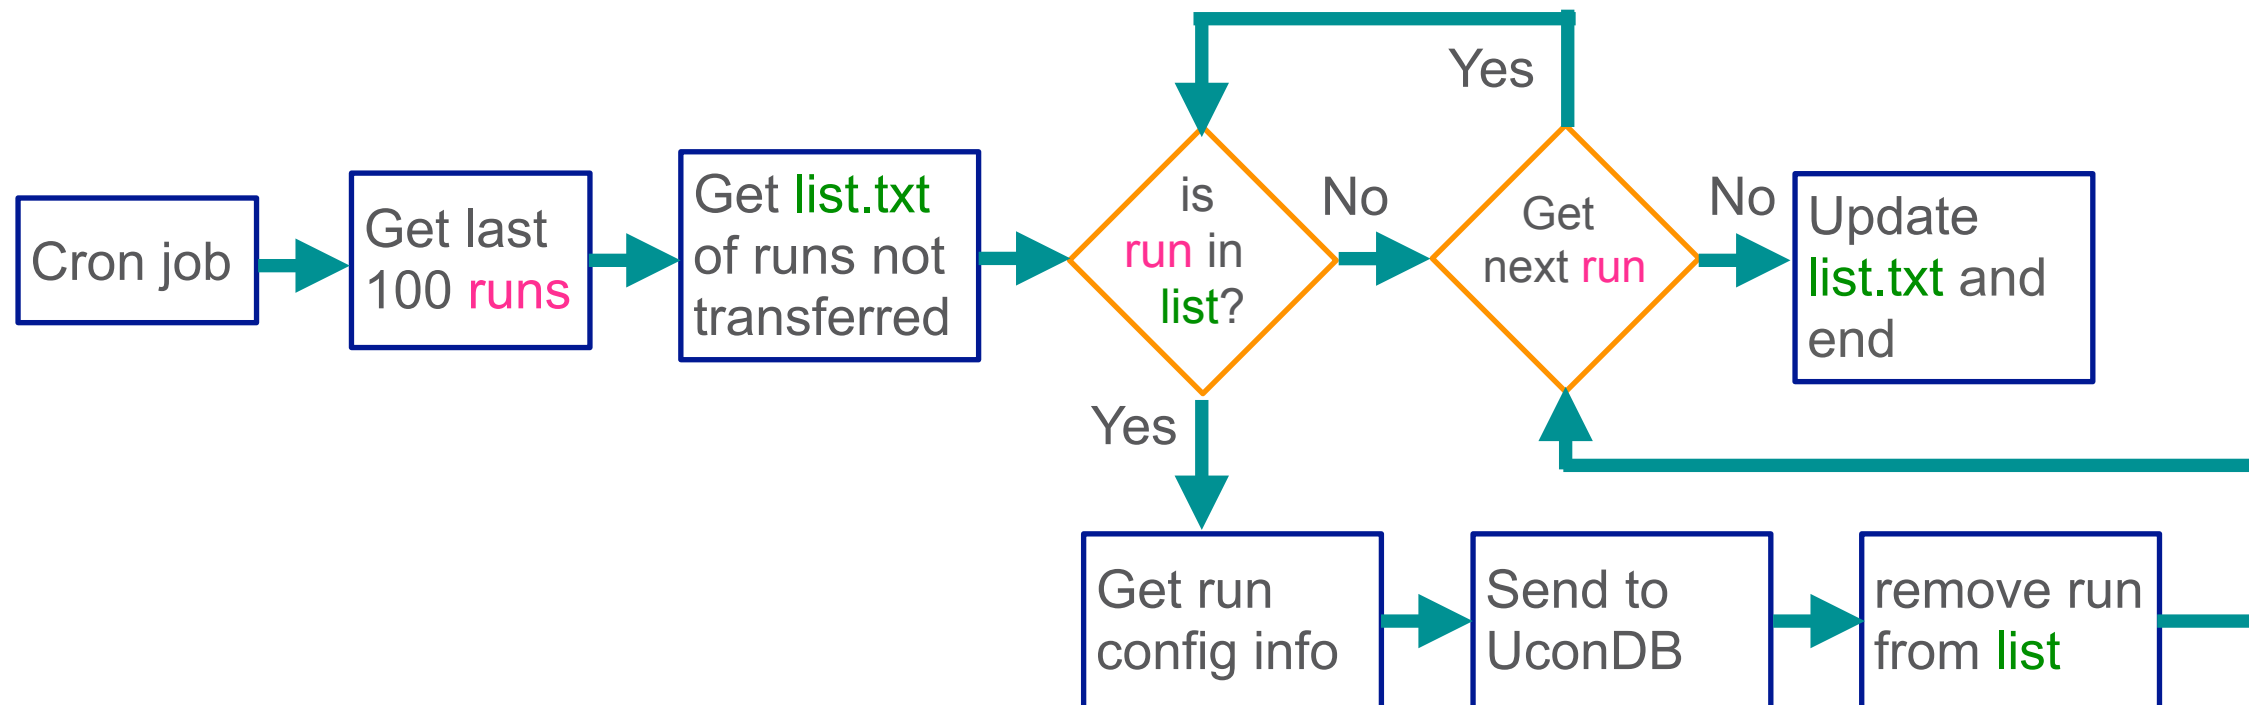 Yes
Cron job
Get last
100 runs
Get list.txt
of runs not
transferred
is
run in
list?
No
Get
next run
No
Update
list.txt and
end
Yes
Get run
config info
Send to
UconDB
remove run
from list